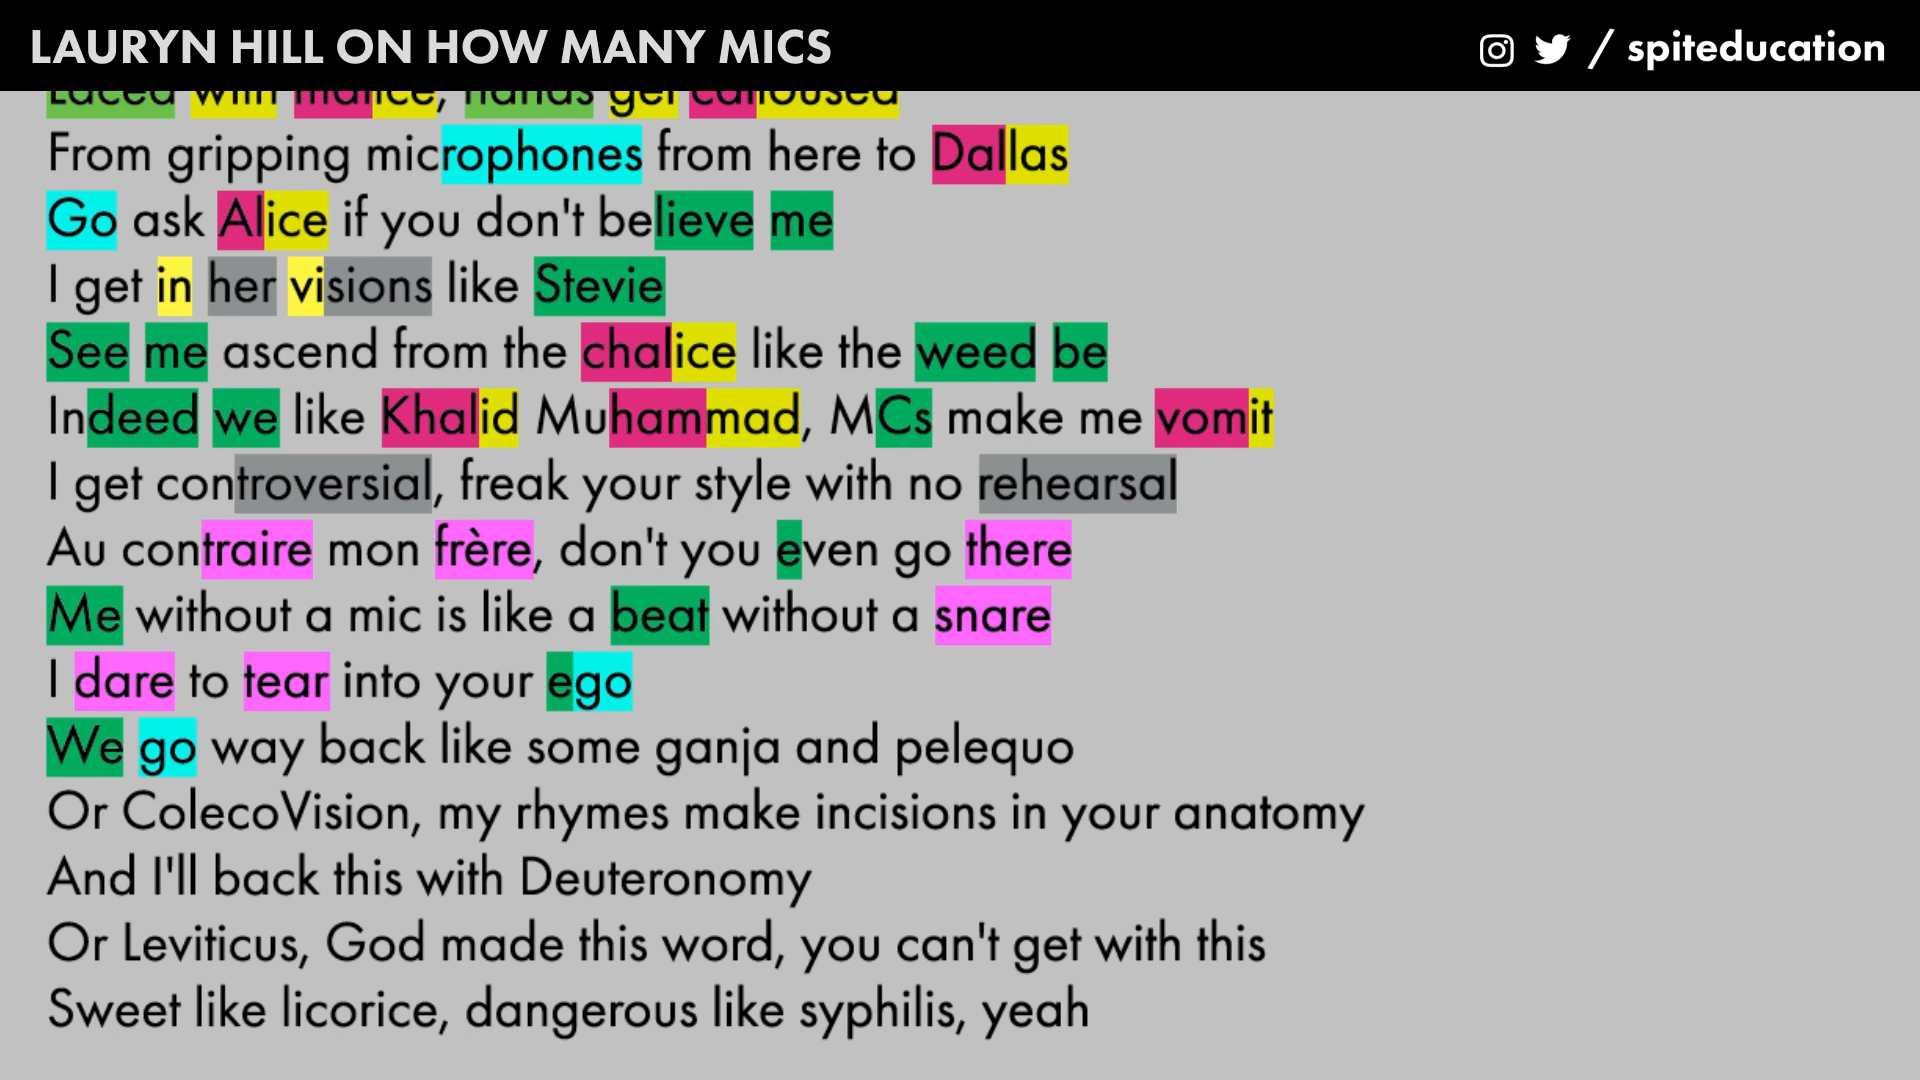 LAURYN HILL ON HOW MANY MICS
/ spiteducation
Laced with malice, hands get calloused
From gripping microphones from here to Dallas
Go ask Alice if you don't believe me
I get in her visions like Stevie
See me ascend from the chalice like the weed be
Indeed we like Khalid Muhammad, MCs make me vomit
I get controversial, freak your style with no rehearsal
Au contraire mon frère, don't you even go there
Me without a mic is like a beat without a snare
I dare to tear into your ego
We go way back like some ganja and pelequo
Or ColecoVision, my rhymes make incisions in your anatomy
And I'll back this with Deuteronomy
Or Leviticus, God made this word, you can't get with this
Sweet like licorice, dangerous like syphilis, yeah